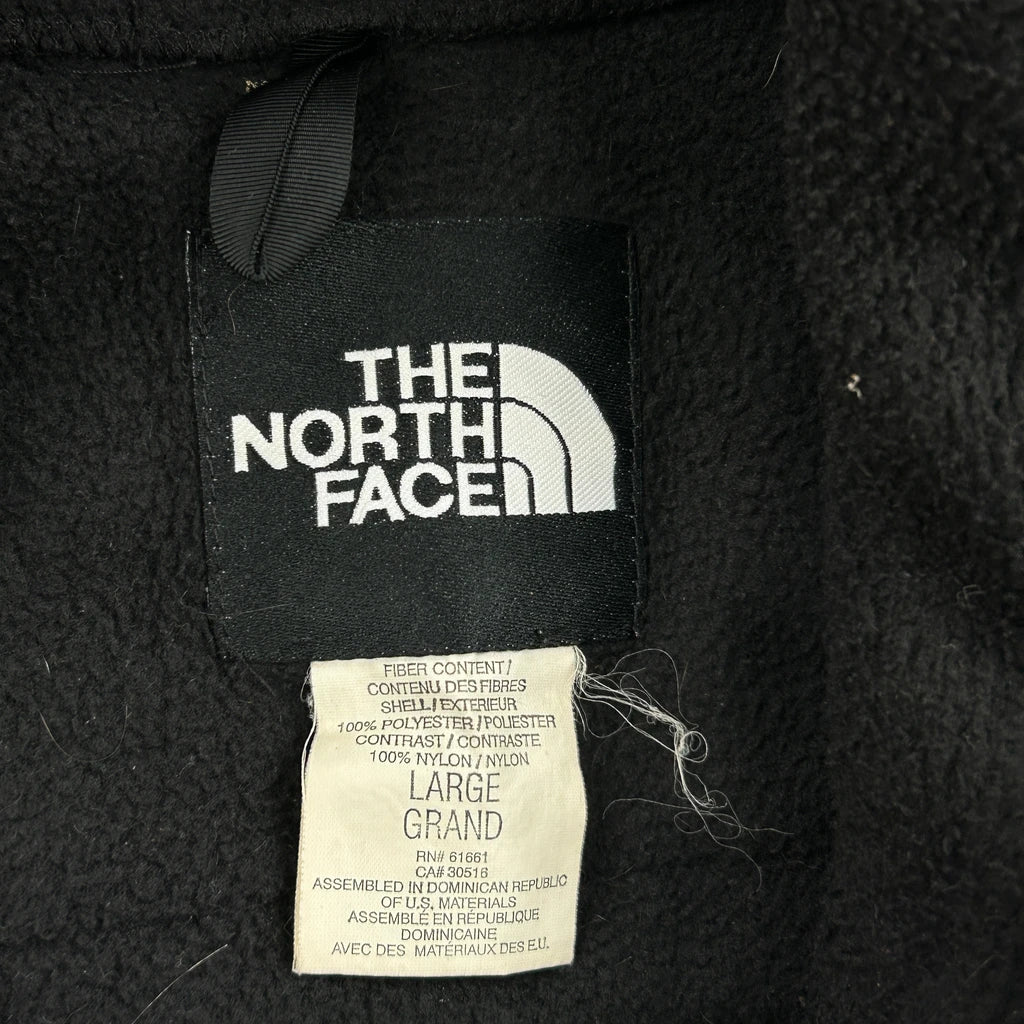 THE
NORTH
FACE
FIBER CONTENT/
CONTENU DES FIBRES
SHELL/EXTERIEUR
100% POLYESTER/POLIESTER
CONTRAST/CONTRASTE
100% NYLON/NYLON
LARGE
GRAND
RN# 61661
CA# 30516
ASSEMBLED IN DOMINICAN REPUBLIC
OF U.S. MATERIALS
ASSEMBLÉ EN RÉPUBLIQUE
DOMINICAINE
AVEC DES MATÉRIAUX DES E.U.